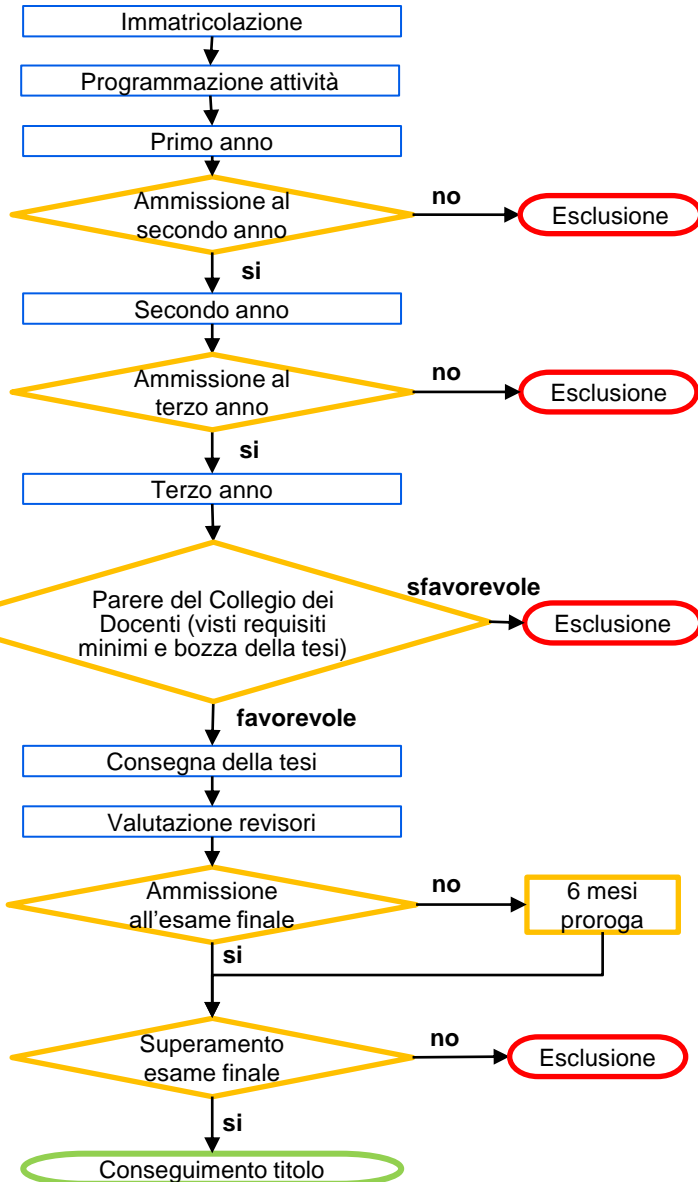 Immatricolazione
Programmazione attività
Primo anno
Ammissione al
secondo anno
no
Esclusione
si
Secondo anno
Ammissione al
terzo anno
no
Esclusione
si
Terzo anno
Parere del Collegio dei
Docenti (visti requisiti
minimi e bozza della tesi)
sfavorevole
Esclusione
favorevole
Consegna della tesi
Valutazione revisori
Ammissione
all'esame finale
no
6 mesi
proroga
si
Superamento
esame finale
no
Esclusione
si
Conseguimento titolo